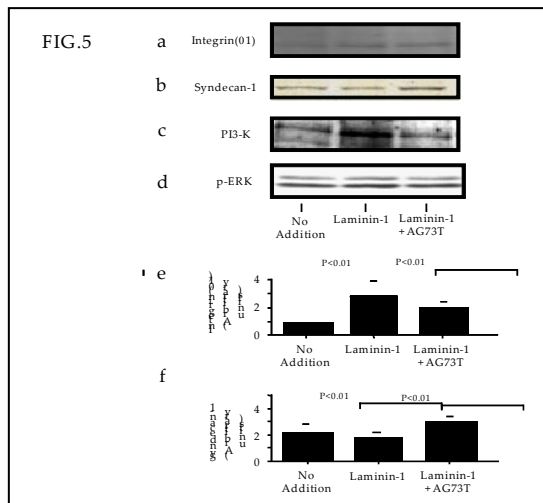 FIG.5
a Integrin(01)
b Syndecan-1
c PI3-K
d p-ERK
No Addition
Laminin-1
Laminin-1 +AG73T
e
P<0.01 P<0.01
4
2
0
No Addition
Laminin-1
Laminin-1 +AG73T
f
P<0.01 P<0.01
4
2
0
No Addition
Laminin-1
Laminin-1 +AG73T